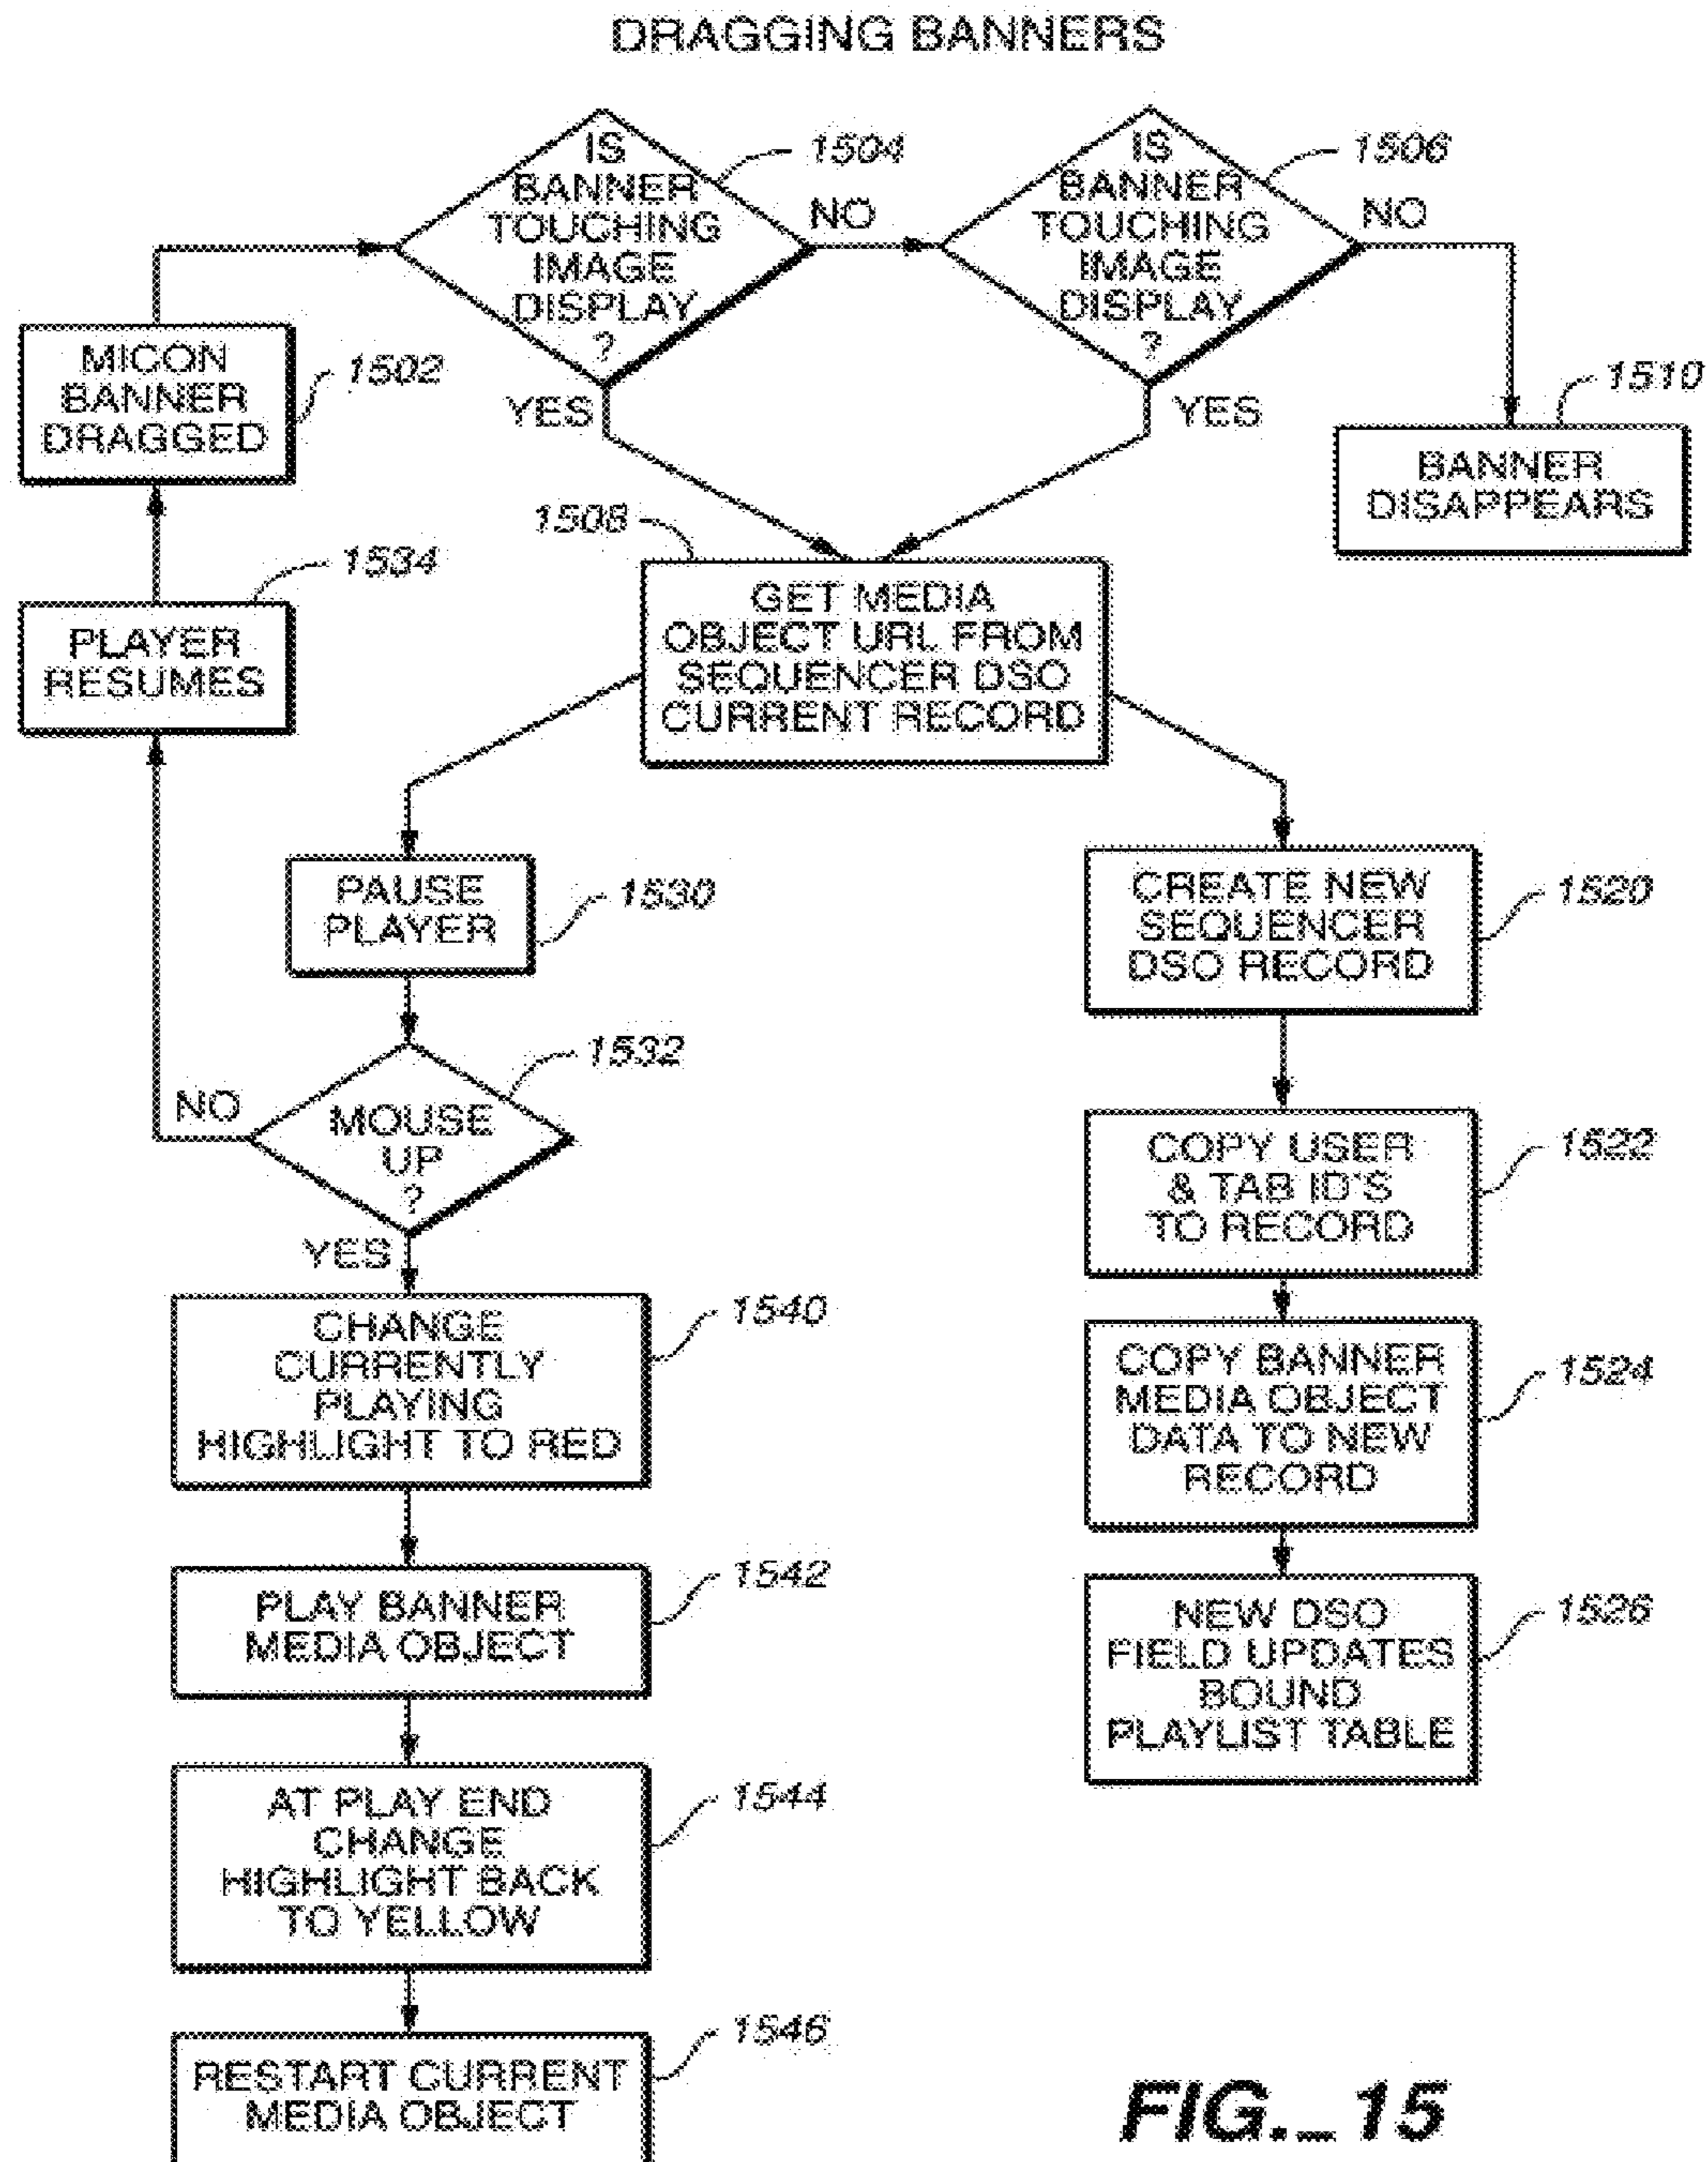 DRAGGING BANNERS
IS
BANNER
TOUCHING
IMAGE
DISPLAY
?
1504
NO
YES
IS
BANNER
TOUCHING
IMAGE
DISPLAY
?
1506
NO
YES
MICON
BANNER
DRAGGED
1502
1510
BANNER
DISAPPEARS
1508
GET MEDIA
OBJECT URL FROM
SEQUENCER DSO
CURRENT RECORD
1534
PLAYER
RESUMES
PAUSE
PLAYER
1530
1532
MOUSE
UP
?
NO
YES
CHANGE
CURRENTLY
PLAYING
HIGHLIGHT TO RED
1540
PLAY BANNER
MEDIA OBJECT
1542
AT PLAY END
CHANGE
HIGHLIGHT BACK
TO YELLOW
1544
RESTART CURRENT
MEDIA OBJECT
1546
CREATE NEW
SEQUENCER
DSO RECORD
1520
COPY USER
& TAB ID'S
TO RECORD
1522
COPY BANNER
MEDIA OBJECT
DATA TO NEW
RECORD
1524
NEW DSO
FIELD UPDATES
BOUND
PLAYLIST TABLE
1526
FIG._15